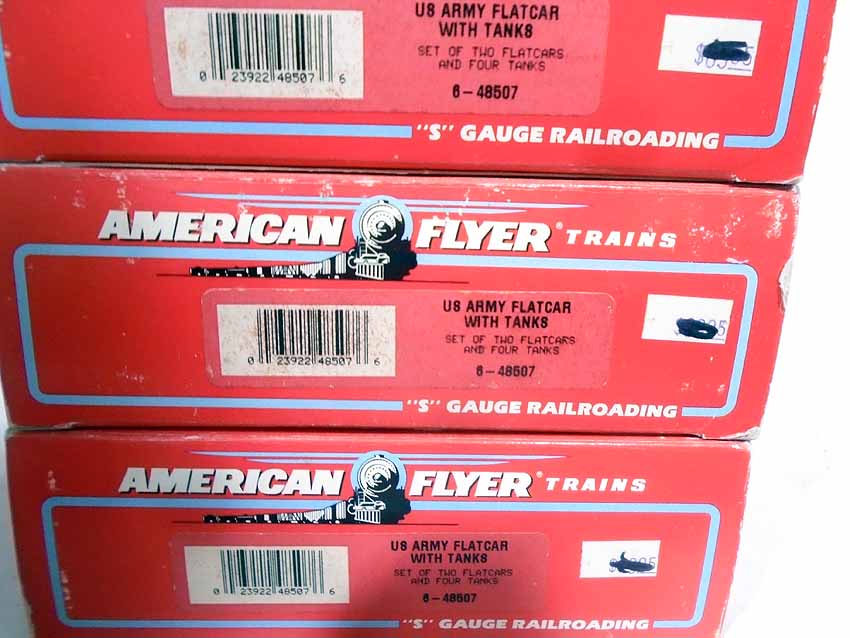 US ARMY FLATCAR
WITH TANKS
SET OF TWO FLATCARS
AND FOUR TANKS
6-48507
0 23922 48507 6
"S" GAUGE RAILROADING
AMERICAN FLYER® TRAINS
US ARMY FLATCAR
WITH TANKS
SET OF TWO FLATCARS
AND FOUR TANKS
6-48507
0 23922 48507 6
"S" GAUGE RAILROADING
AMERICAN FLYER® TRAINS
US ARMY FLATCAR
WITH TANKS
SET OF TWO FLATCARS
AND FOUR TANKS
6-48507
0 23922 48507 6
"S" GAUGE RAILROADING